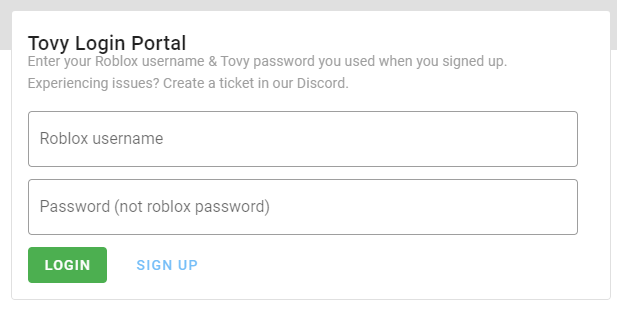 Tovy Login Portal
Enter your Roblox username & Tovy password you used when you signed up.
Experiencing issues? Create a ticket in our Discord.
Roblox username
Password (not roblox password)
LOGIN SIGN UP